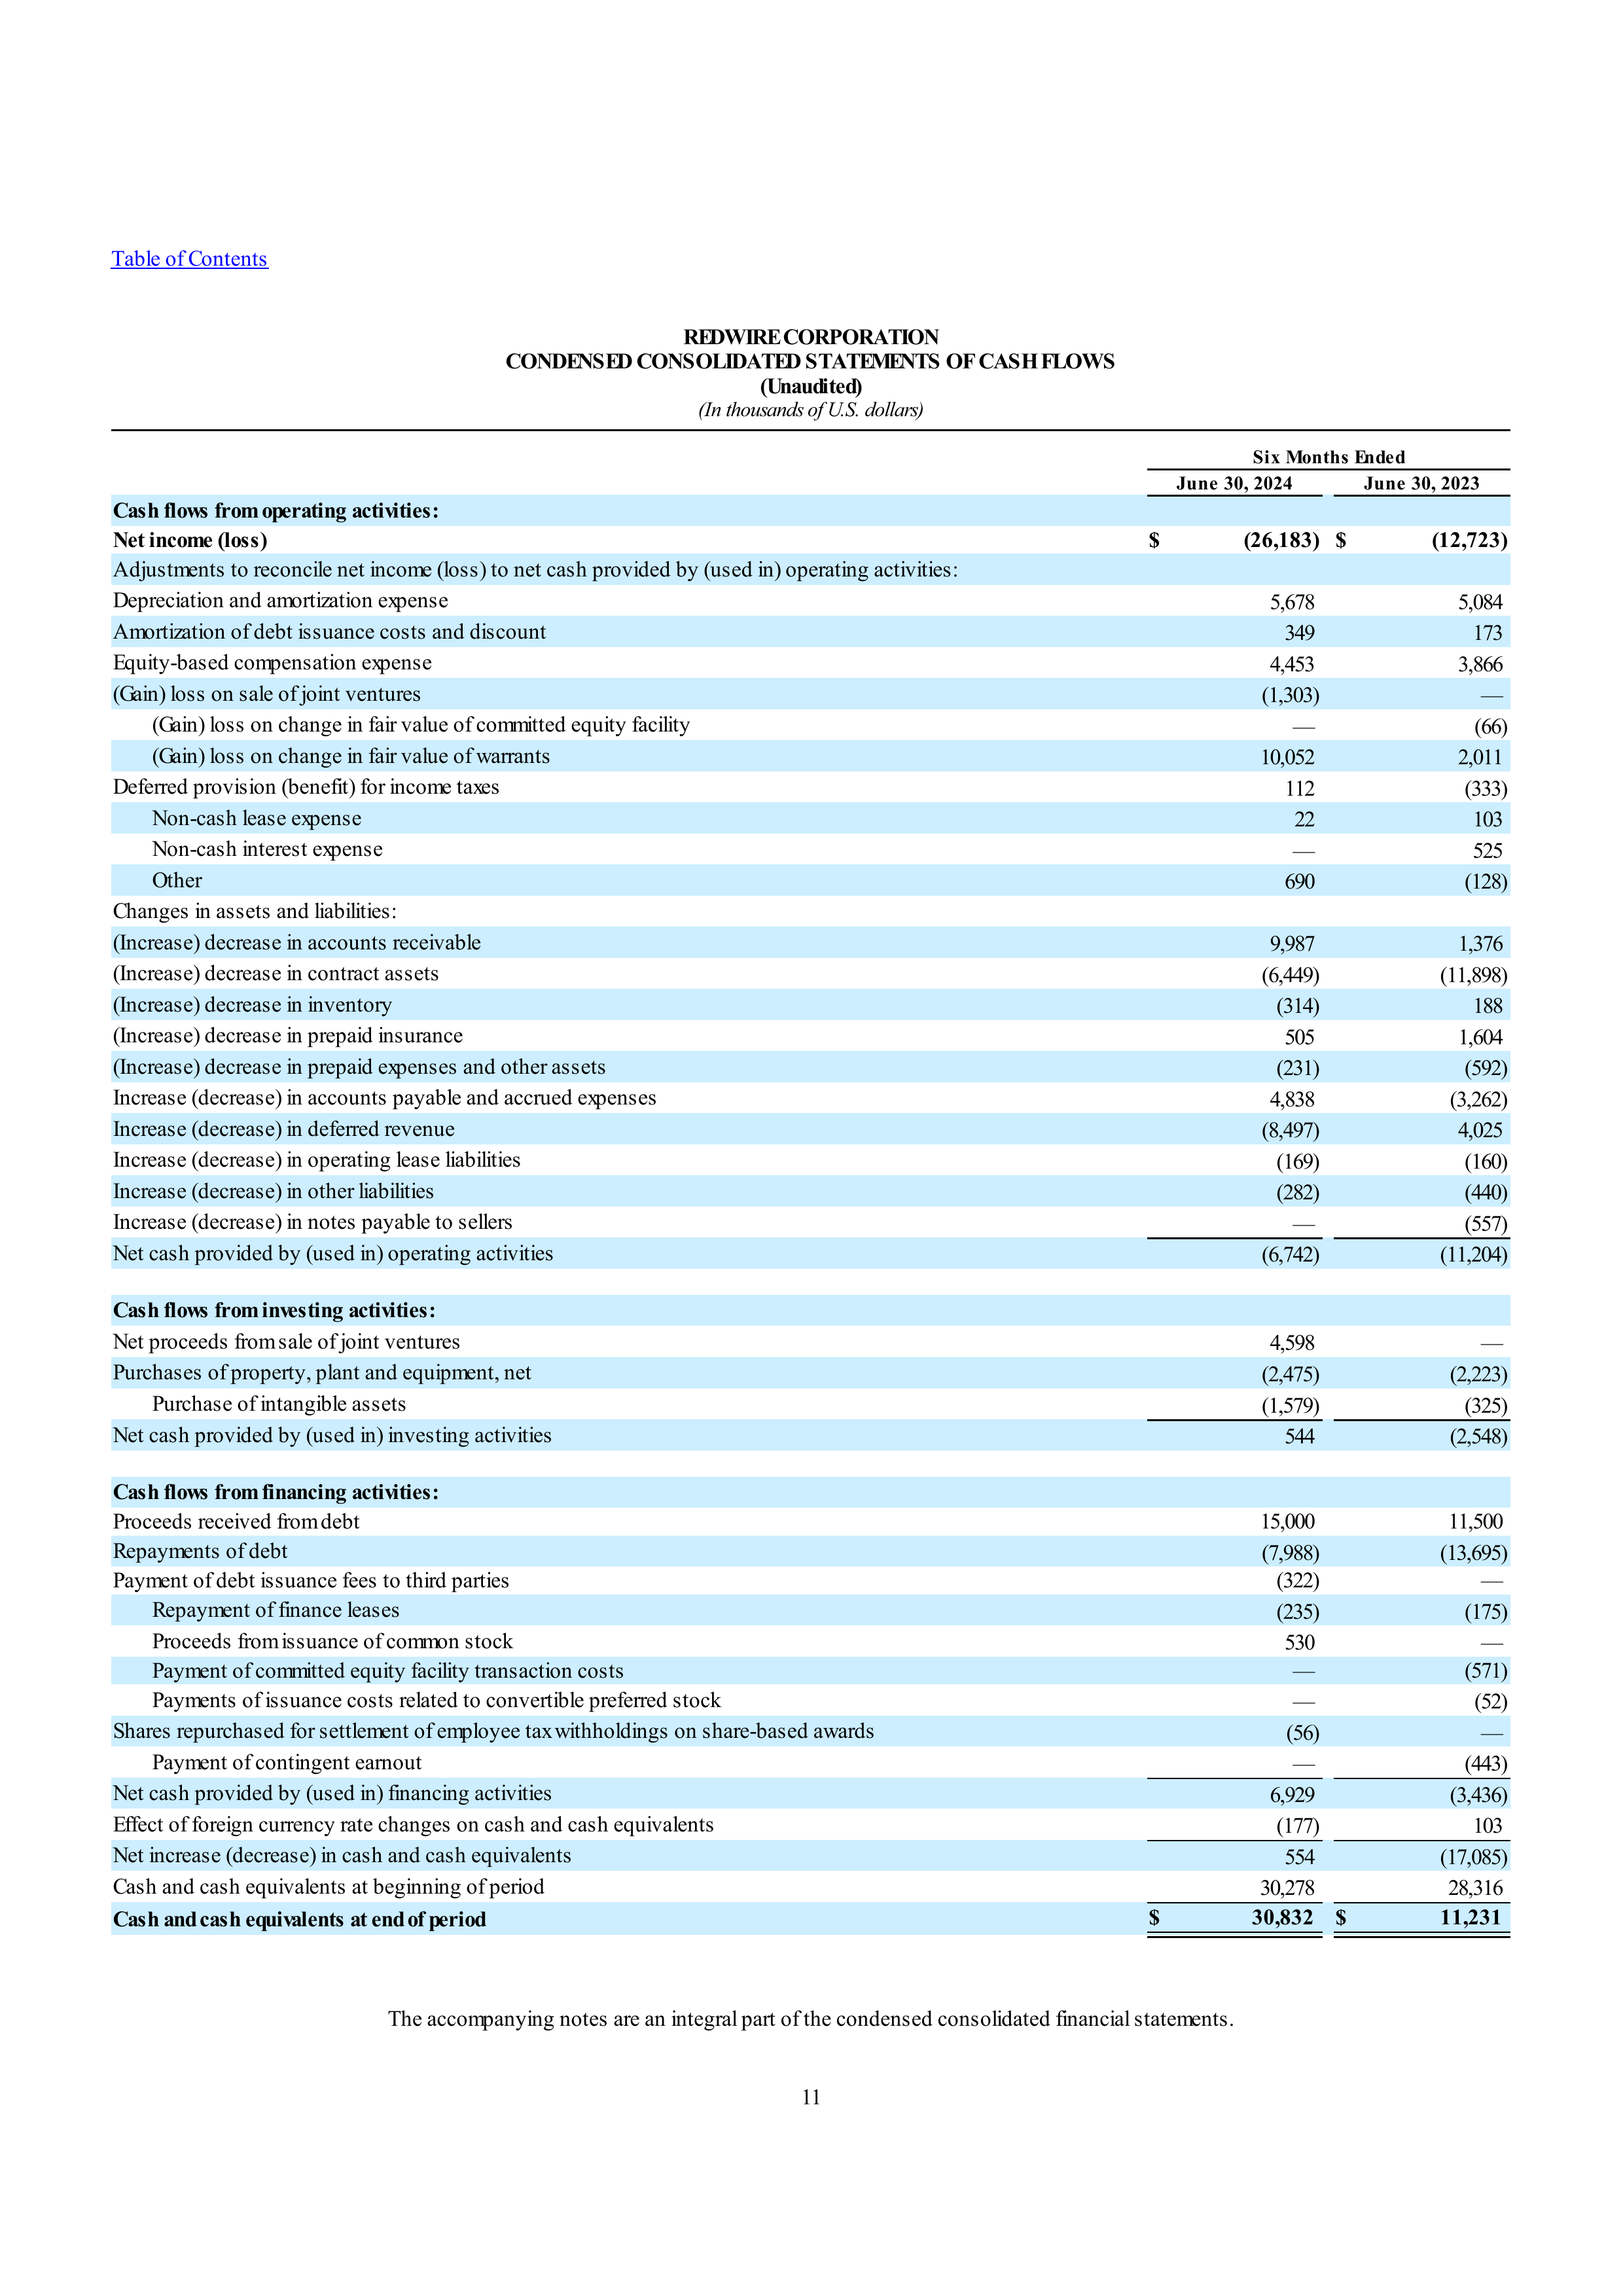 Table of Contents
REDWIRE CORPORATION
CONDENSED CONSOLIDATED STATEMENTS OF CASH FLOWS
(Unaudited)
(In thousands of U.S. dollars)
Six Months Ended
June 30, 2024 June 30, 2023
Cash flows from operating activities:
Net income (loss) $ (26,183) $ (12,723)
Adjustments to reconcile net income (loss) to net cash provided by (used in) operating activities:
Depreciation and amortization expense 5,678 5,084
Amortization of debt issuance costs and discount 349 173
Equity-based compensation expense 4,453 3,866
(Gain) loss on sale of joint ventures (1,303) —
(Gain) loss on change in fair value of committed equity facility — (66)
(Gain) loss on change in fair value of warrants 10,052 2,011
Deferred provision (benefit) for income taxes 112 (333)
Non-cash lease expense 22 103
Non-cash interest expense — 525
Other 690 (128)
Changes in assets and liabilities:
(Increase) decrease in accounts receivable 9,987 1,376
(Increase) decrease in contract assets (6,449) (11,898)
(Increase) decrease in inventory (314) 188
(Increase) decrease in prepaid insurance 505 1,604
(Increase) decrease in prepaid expenses and other assets (231) (592)
Increase (decrease) in accounts payable and accrued expenses 4,838 (3,262)
Increase (decrease) in deferred revenue (8,497) 4,025
Increase (decrease) in operating lease liabilities (169) (160)
Increase (decrease) in other liabilities (282) (440)
Increase (decrease) in notes payable to sellers — (557)
Net cash provided by (used in) operating activities (6,742) (11,204)
Cash flows from investing activities:
Net proceeds from sale of joint ventures 4,598 —
Purchases of property, plant and equipment, net (2,475) (2,223)
Purchase of intangible assets (1,579) (325)
Net cash provided by (used in) investing activities 544 (2,548)
Cash flows from financing activities:
Proceeds received from debt 15,000 11,500
Repayments of debt (7,988) (13,695)
Payment of debt issuance fees to third parties (322) —
Repayment of finance leases (235) (175)
Proceeds from issuance of common stock 530 —
Payment of committed equity facility transaction costs — (571)
Payments of issuance costs related to convertible preferred stock — (52)
Shares repurchased for settlement of employee tax withholdings on share-based awards (56) —
Payment of contingent earnout — (443)
Net cash provided by (used in) financing activities 6,929 (3,436)
Effect of foreign currency rate changes on cash and cash equivalents (177) 103
Net increase (decrease) in cash and cash equivalents 554 (17,085)
Cash and cash equivalents at beginning of period 30,278 28,316
Cash and cash equivalents at end of period $ 30,832 $ 11,231
The accompanying notes are an integral part of the condensed consolidated financial statements.
11